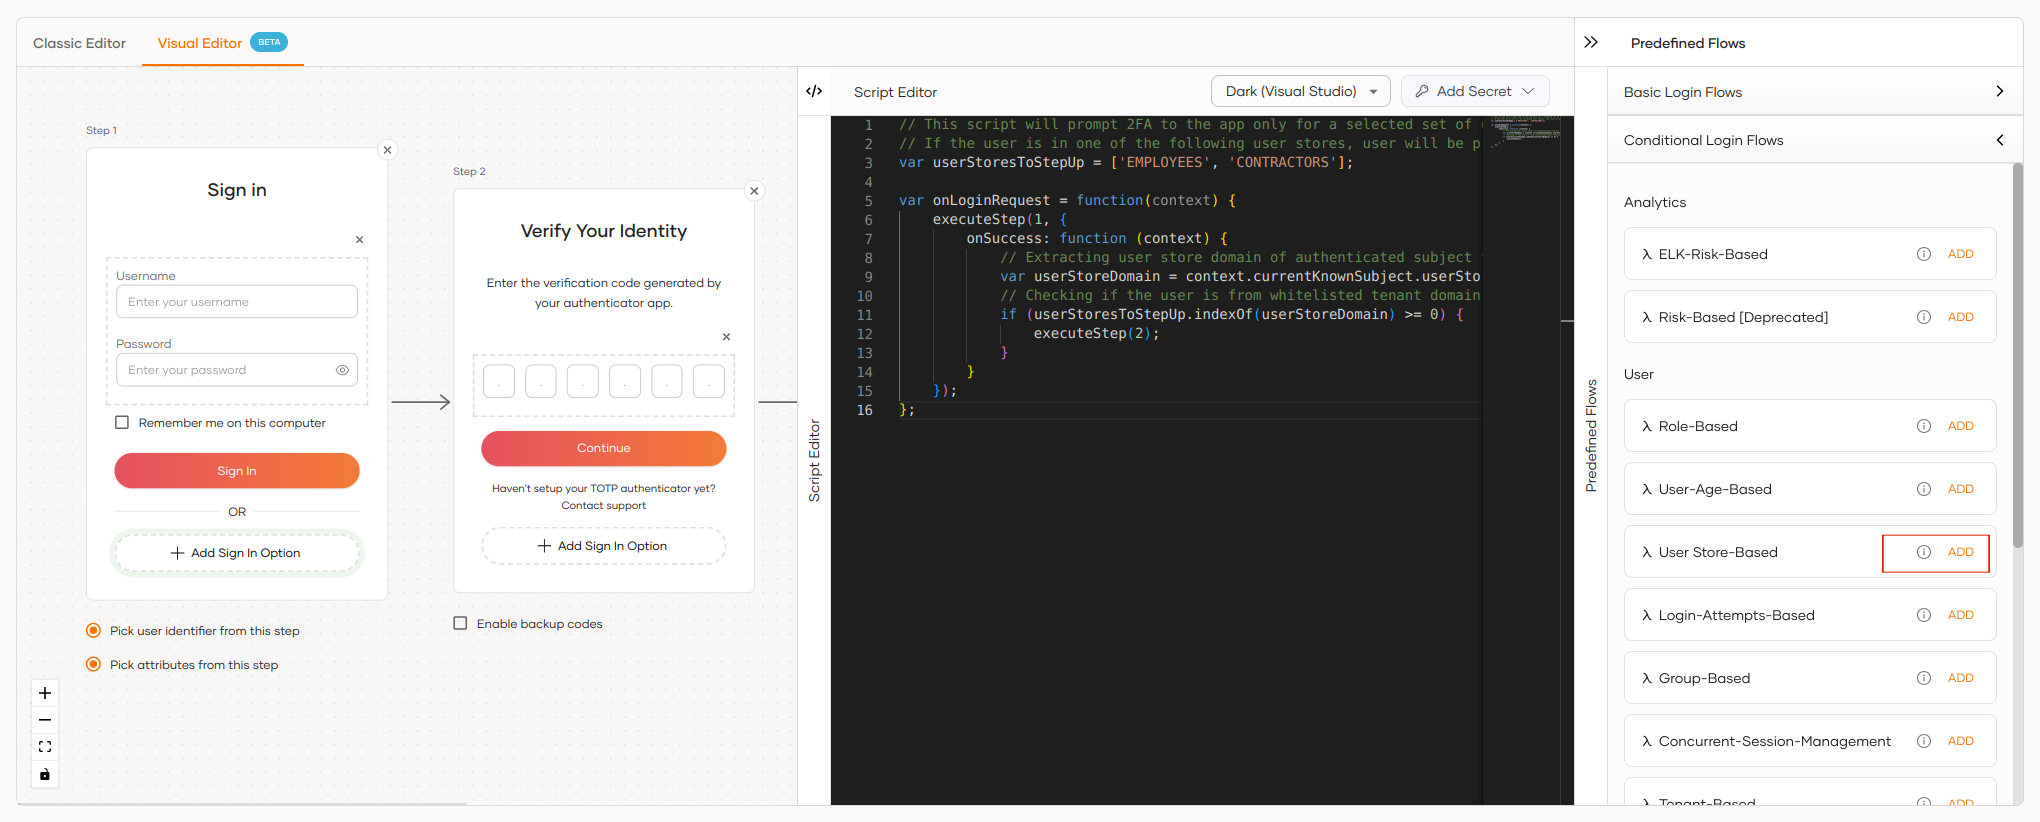 Classic Editor
Visual Editor
BETA
Step 1
Sign in
Username
Enter your username
Password
Enter your password
Remember me on this computer
Sign In
OR
Add Sign In Option
Pick user identifier from this step
Pick attributes from this step
Step 2
Verify Your Identity
Enter the verification code generated by
your authenticator app.
Continue
Haven't setup your TOTP authenticator yet?
Contact support
Add Sign In Option
Enable backup codes
Script Editor
Script Editor
Dark (Visual Studio)
Add Secret
1 // This script will prompt 2FA to the app only for a selected set of
2 // If the user is in one of the following user stores, user will be p
3 var userStoresToStepUp = ['EMPLOYEES', 'CONTRACTORS'];
4
5 var onLoginRequest = function(context) {
6 executeStep(1, {
7 onSuccess: function (context) {
8 // Extracting user store domain of authenticated subject
9 var userStoreDomain = context.currentKnownSubject.userSto
10 // Checking if the user is from whitelisted tenant domain
11 if (userStoresToStepUp.indexOf(userStoreDomain) >= 0) {
12 executeStep(2);
13 }
14 }
15 });
16 };
Predefined Flows
Predefined Flows
Basic Login Flows
Conditional Login Flows
Analytics
λ ELK-Risk-Based ADD
λ Risk-Based [Deprecated] ADD
User
λ Role-Based ADD
λ User-Age-Based ADD
λ User Store-Based ADD
λ Login-Attempts-Based ADD
λ Group-Based ADD
λ Concurrent-Session-Management ADD
λ Tenant-Based ADD